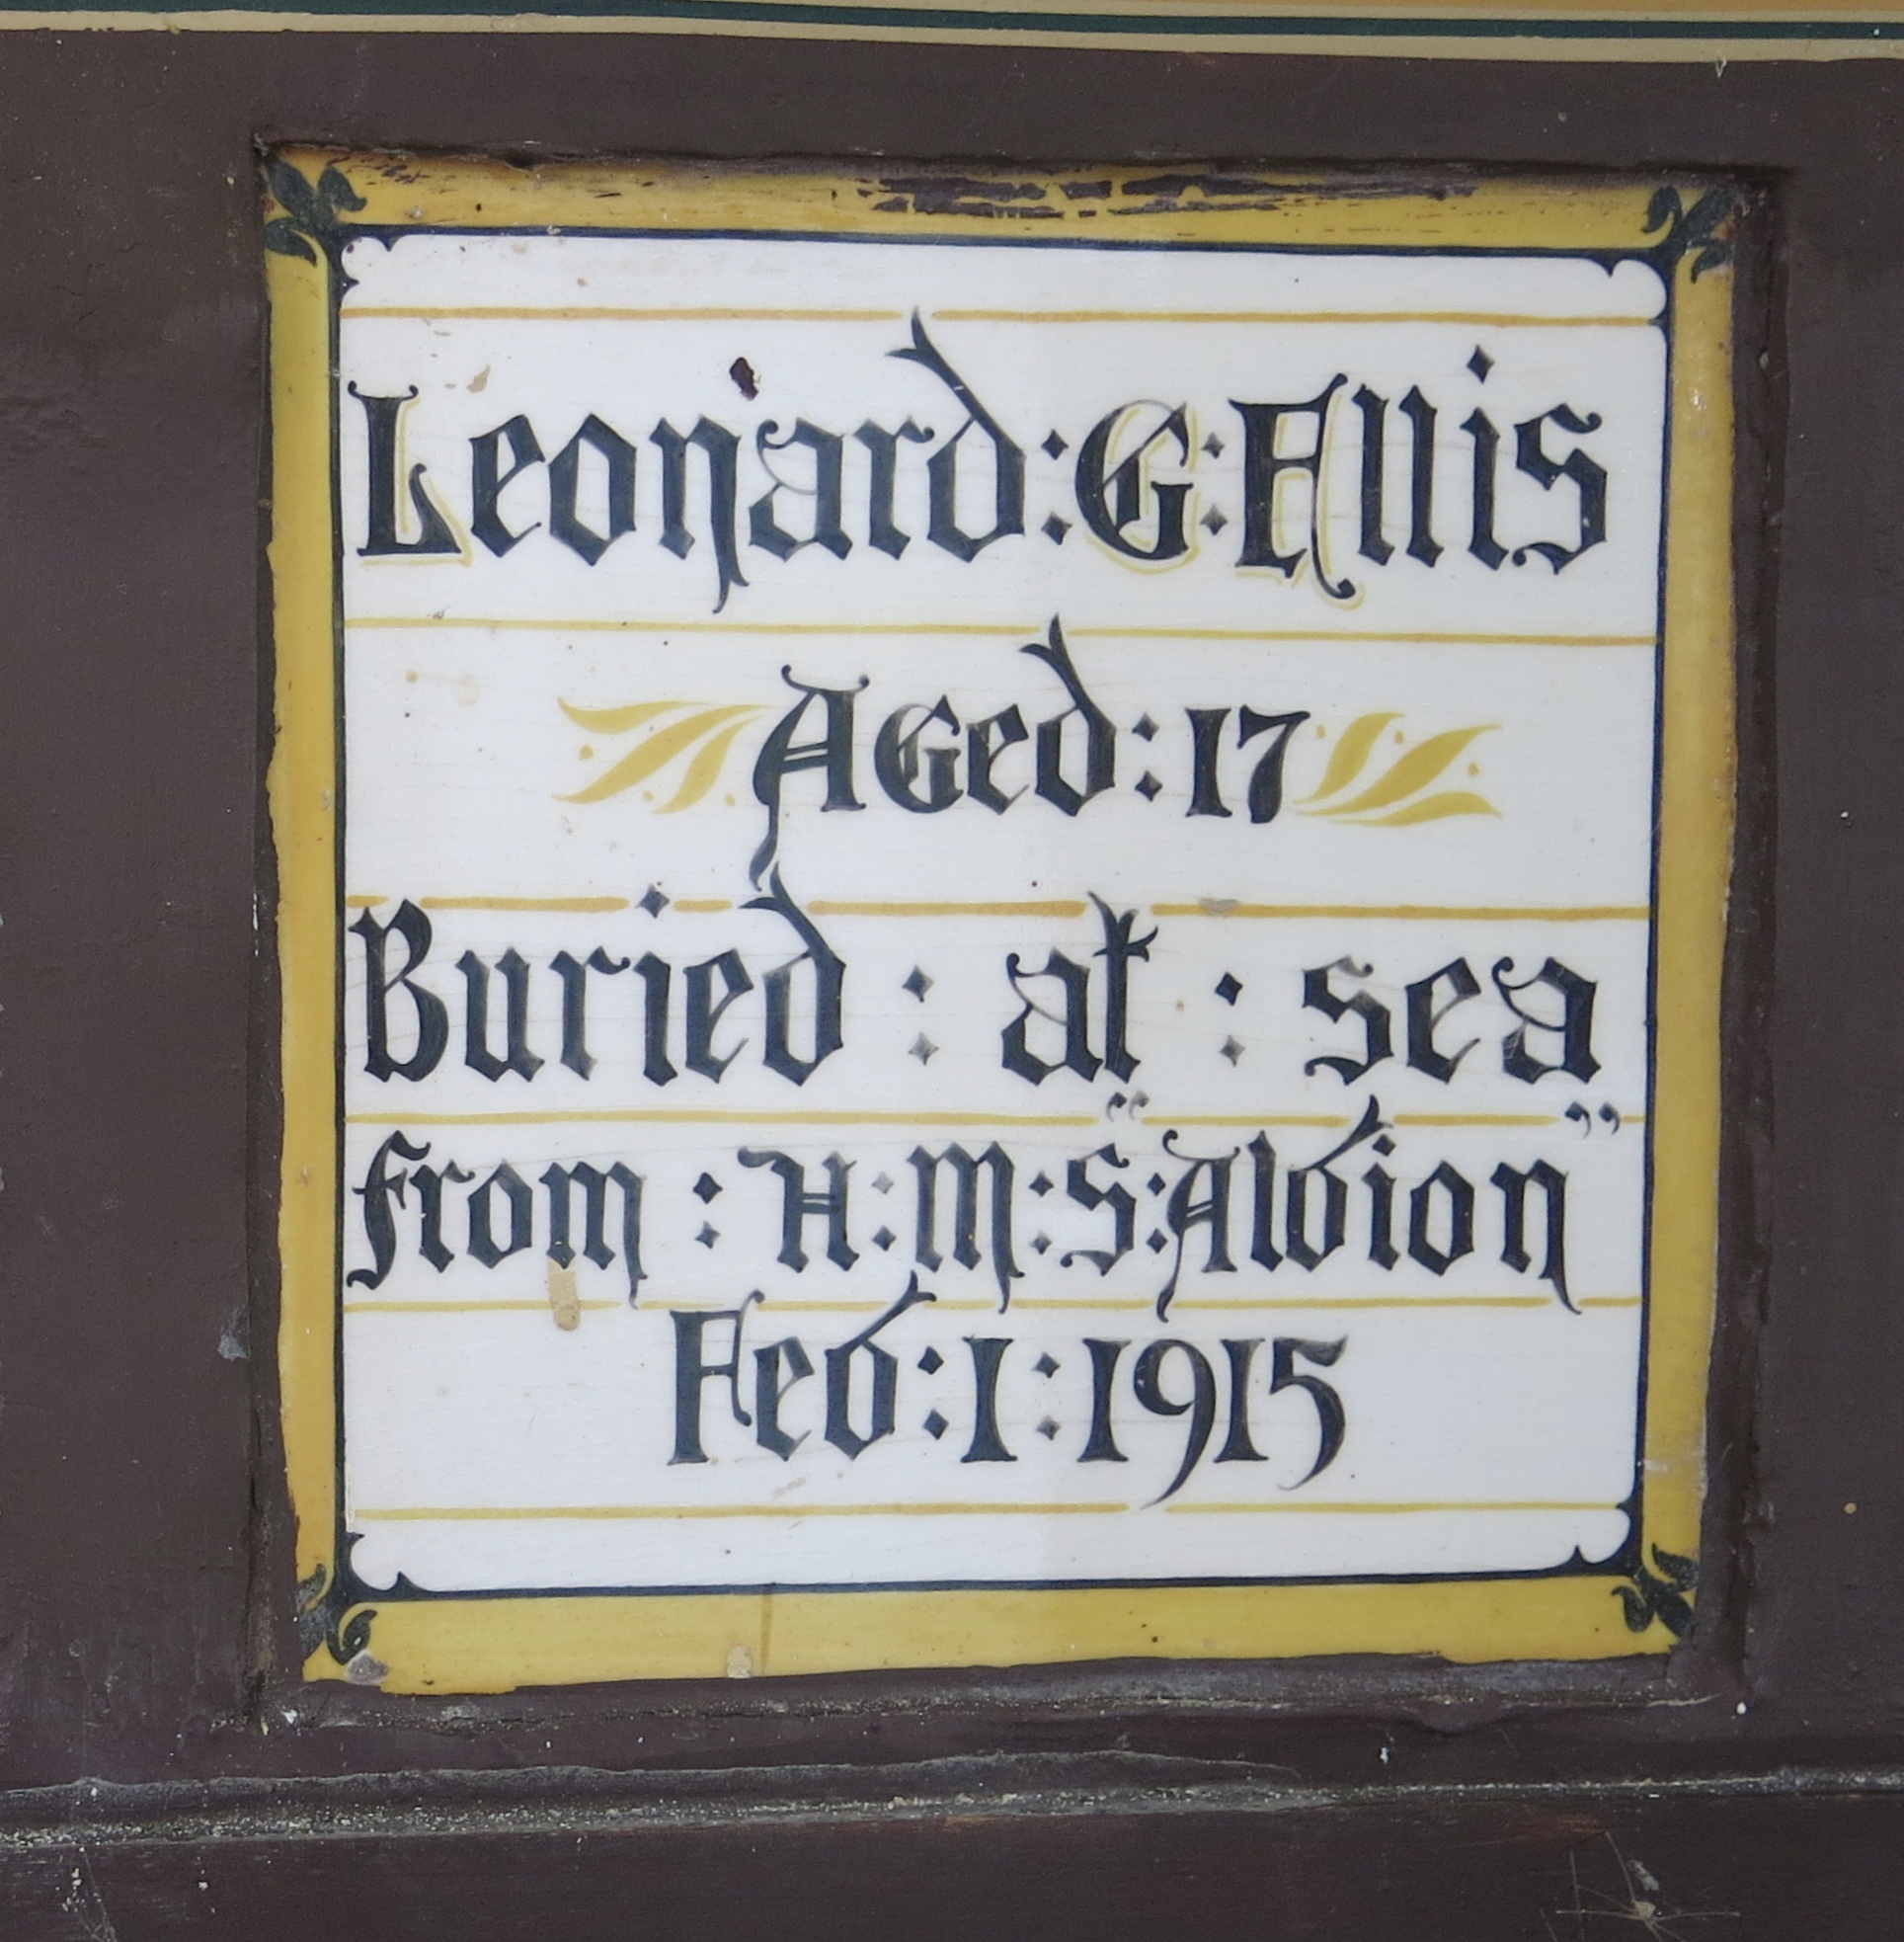 Leonard:G:Ellis
Aged:17
Buried : at : sea
from : H:M:S:"Albion"
Feb:1:1915